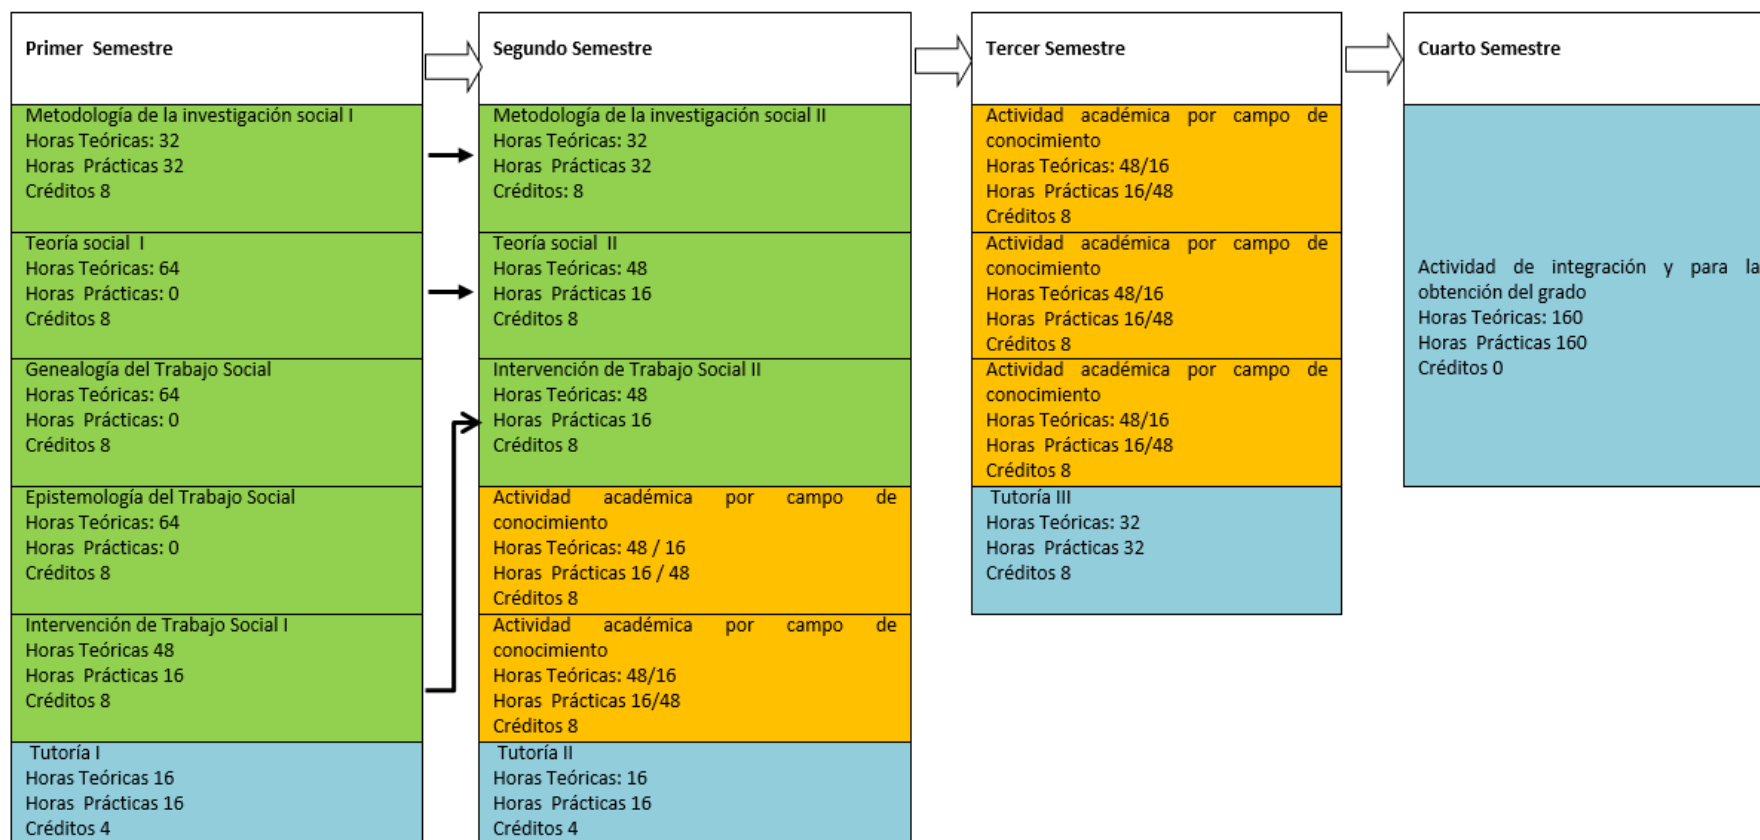 Primer Semestre
Metodología de la investigación social I
Horas Teóricas: 32
Horas Prácticas 32
Créditos 8
Teoría social I
Horas Teóricas: 64
Horas Prácticas: 0
Créditos 8
Genealogía del Trabajo Social
Horas Teóricas: 64
Horas Prácticas: 0
Créditos 8
Epistemología del Trabajo Social
Horas Teóricas: 64
Horas Prácticas: 0
Créditos 8
Intervención de Trabajo Social I
Horas Teóricas 48
Horas Prácticas 16
Créditos 8
Tutoría I
Horas Teóricas 16
Horas Prácticas 16
Créditos 4
Segundo Semestre
Metodología de la investigación social II
Horas Teóricas: 32
Horas Prácticas 32
Créditos: 8
Teoría social II
Horas Teóricas: 48
Horas Prácticas 16
Créditos 8
Intervención de Trabajo Social II
Horas Teóricas: 48
Horas Prácticas 16
Créditos 8
Actividad académica por campo de
conocimiento
Horas Teóricas: 48 / 16
Horas Prácticas 16 / 48
Créditos 8
Actividad académica por campo de
conocimiento
Horas Teóricas: 48/16
Horas Prácticas 16/48
Créditos 8
Tutoría II
Horas Teóricas: 16
Horas Prácticas 16
Créditos 4
Tercer Semestre
Actividad académica por campo de
conocimiento
Horas Teóricas: 48/16
Horas Prácticas 16/48
Créditos 8
Actividad académica por campo de
conocimiento
Horas Teóricas 48/16
Horas Prácticas 16/48
Créditos 8
Actividad académica por campo de
conocimiento
Horas Teóricas: 48/16
Horas Prácticas 16/48
Créditos 8
Tutoría III
Horas Teóricas: 32
Horas Prácticas 32
Créditos 8
Cuarto Semestre
Actividad de integración y para la
obtención del grado
Horas Teóricas: 160
Horas Prácticas 160
Créditos 0